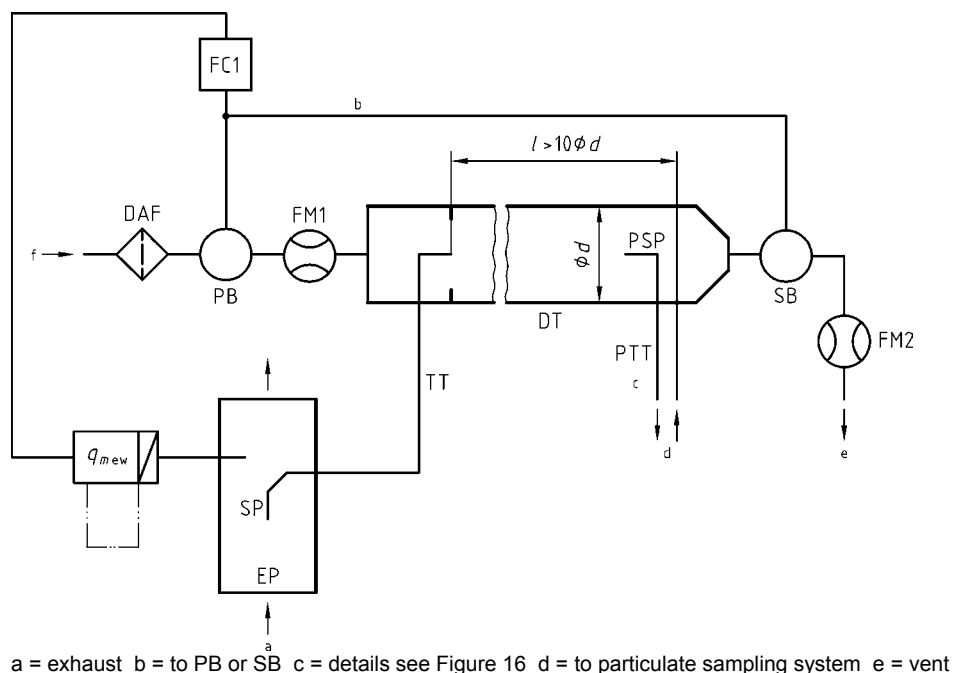 FC1
b
l > 10 Φ d
DAF
FM1
f
PB
Φ d
PSP
SB
DT
FM2
TT
PTT
c
d
e
qmew
SP
EP
a
a = exhaust b = to PB or SB c = details see Figure 16 d = to particulate sampling system e = vent